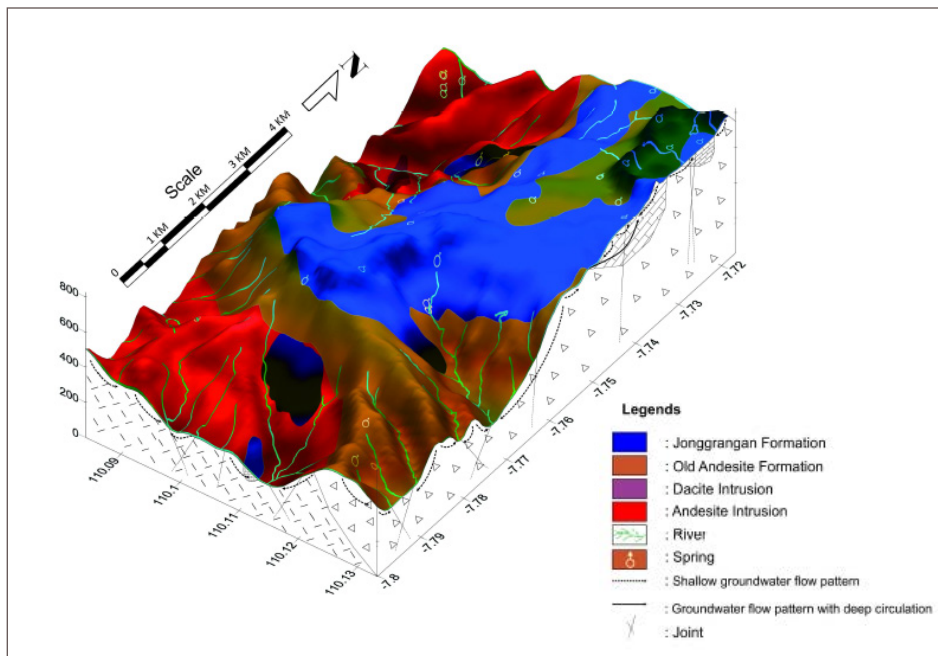 N
Scale
0
1 KM
2 KM
3 KM
4 KM
800
600
400
200
0
110.09
110.1
110.11
110.12
110.13
-7.8
-7.79
-7.78
-7.77
-7.76
-7.75
-7.74
-7.73
-7.72
Legends
: Jonggrangan Formation
: Old Andesite Formation
: Dacite Intrusion
: Andesite Intrusion
: River
: Spring
: Shallow groundwater flow pattern
: Groundwater flow pattern with deep circulation
: Joint